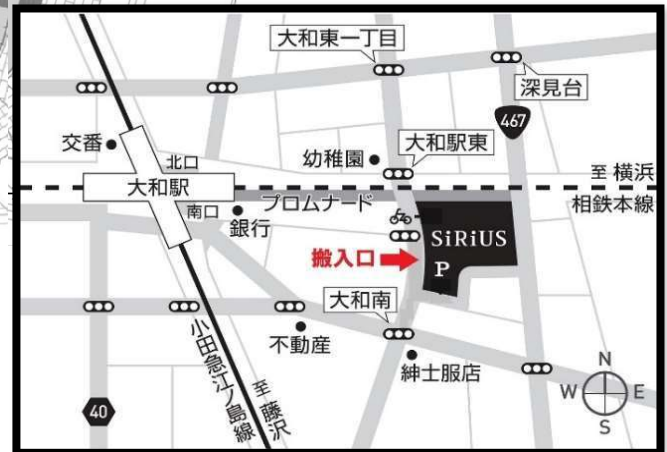 大和東一丁目
深見台
467
交番
北口
幼稚園
大和駅東
至 横浜
大和駅
プロムナード
相鉄本線
南口
銀行
SiRiUS
搬入口
P
大和南
不動産
紳士服店
小田急江ノ島線
至 藤沢
40
N
W
E
S